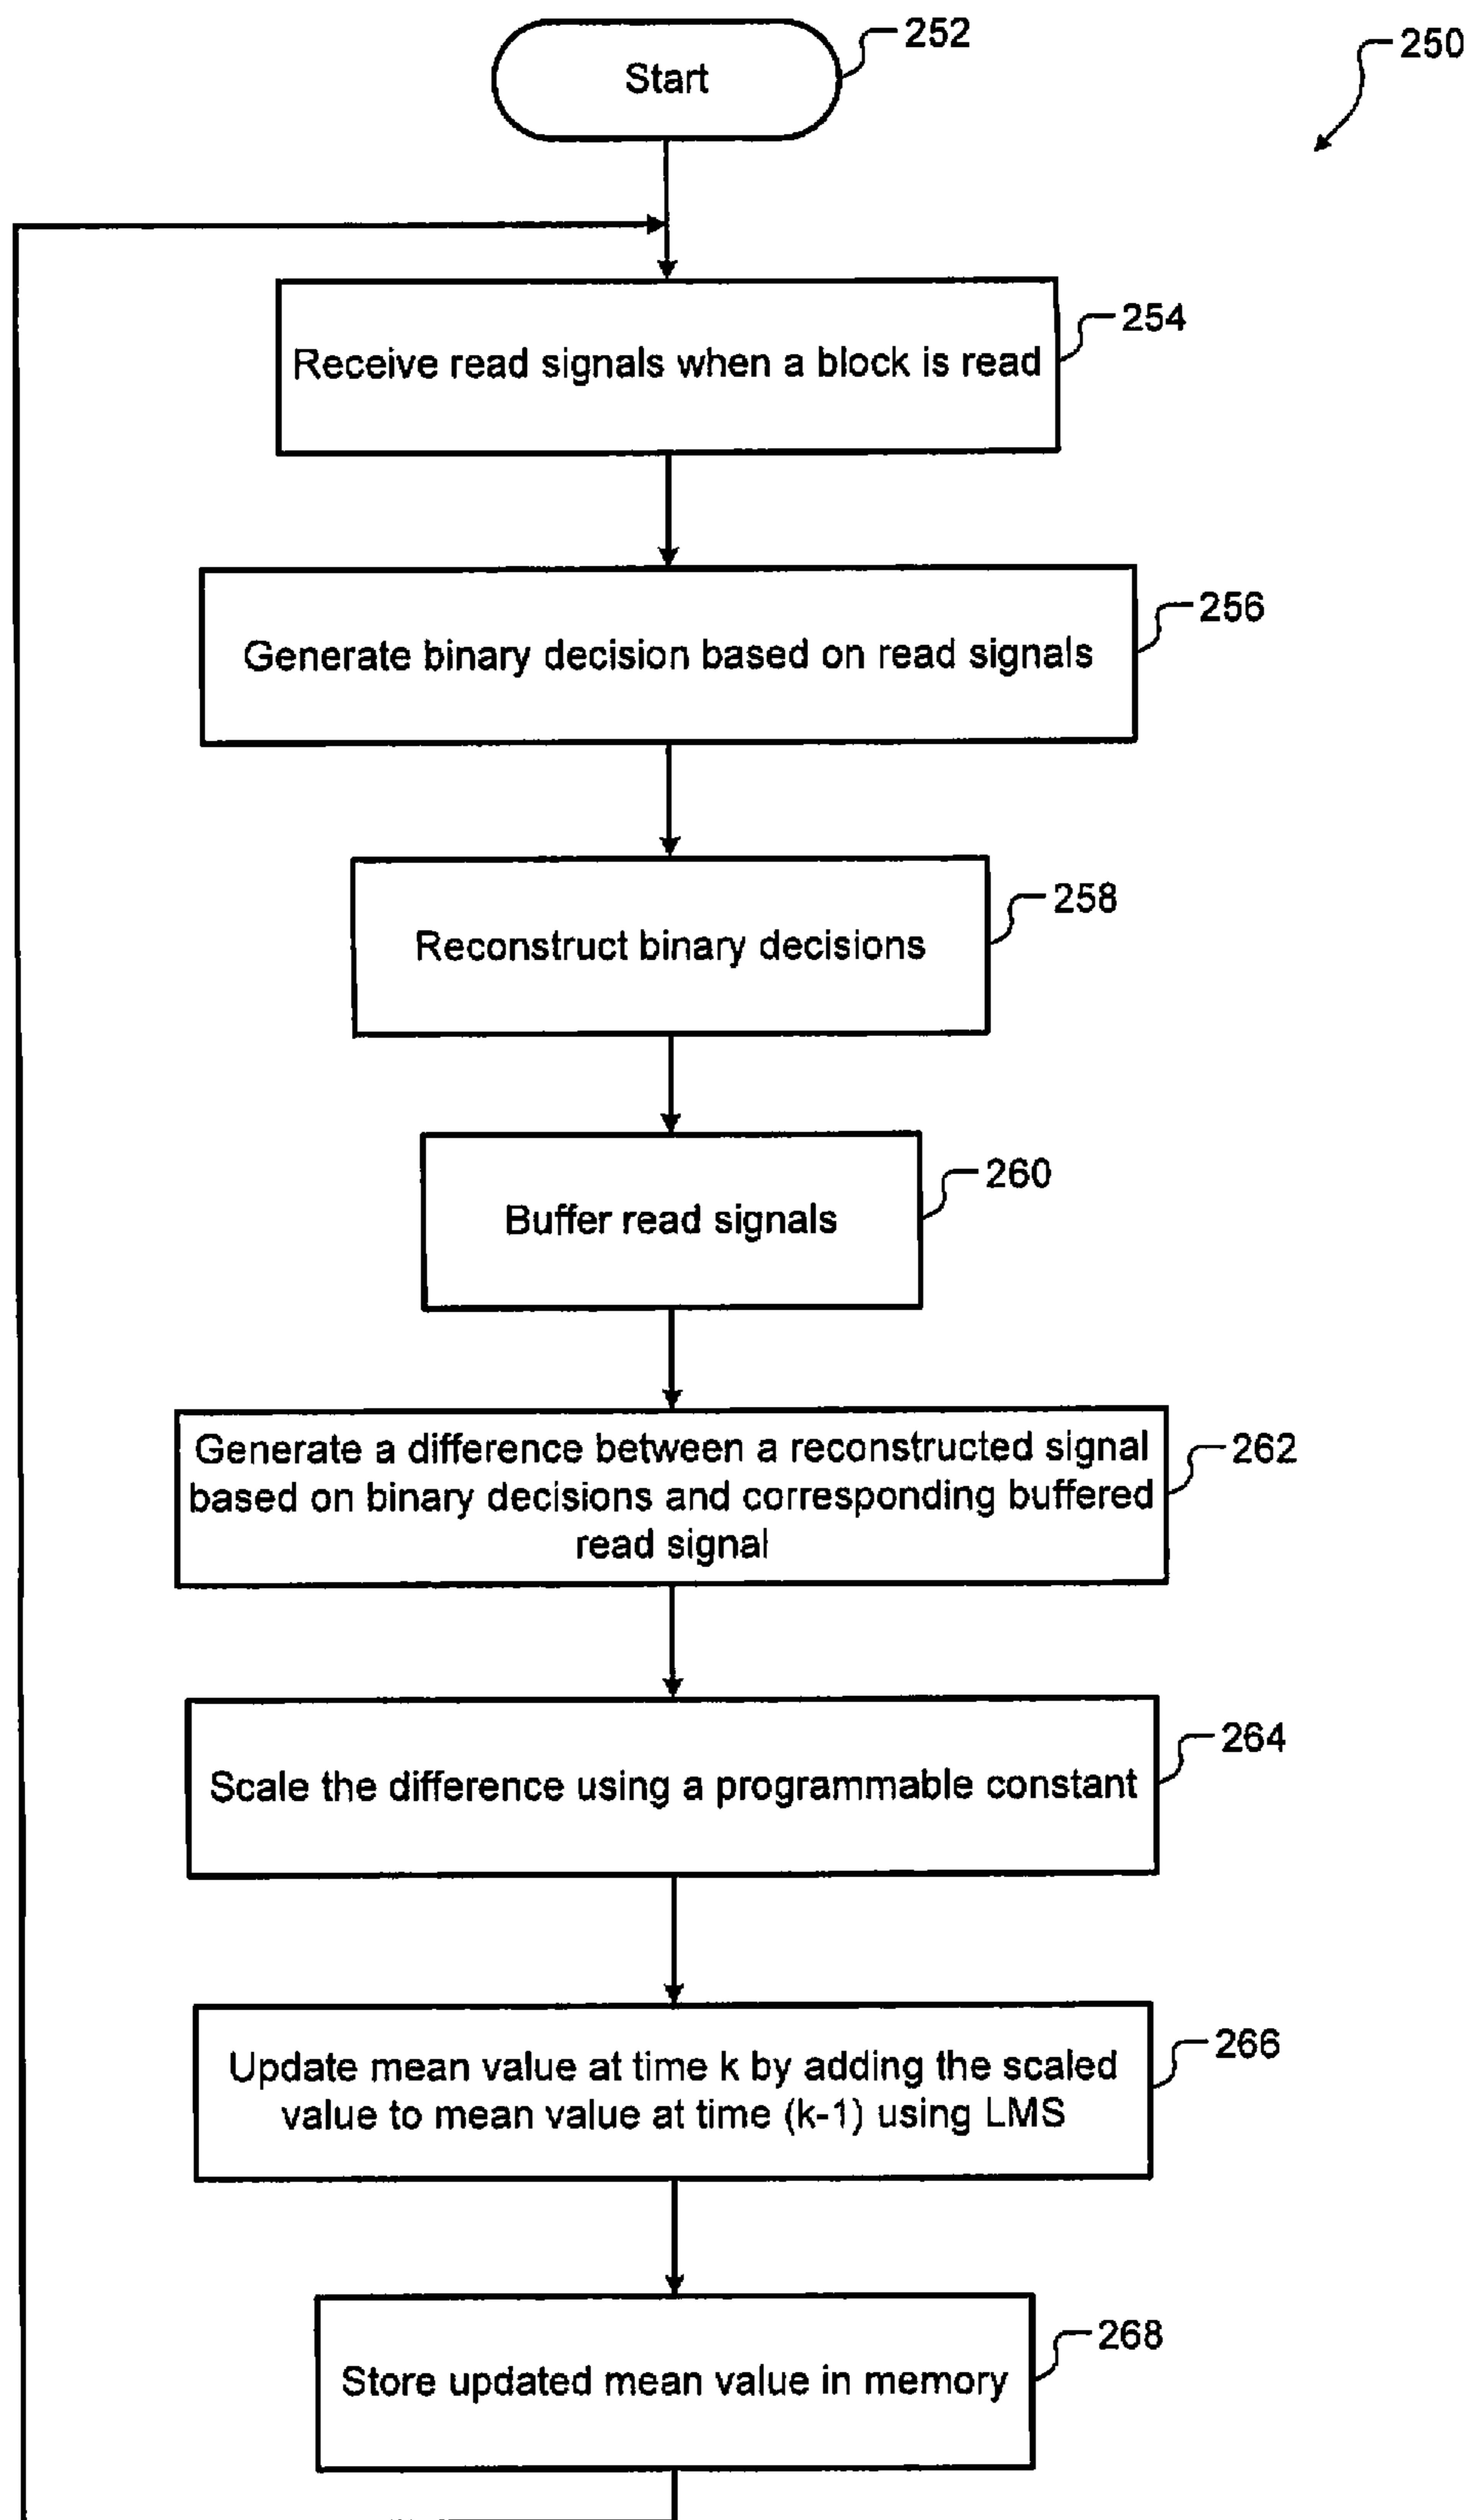 252
250
Start
254
Receive read signals when a block is read
256
Generate binary decision based on read signals
258
Reconstruct binary decisions
260
Buffer read signals
262
Generate a difference between a reconstructed signal
based on binary decisions and corresponding buffered
read signal
264
Scale the difference using a programmable constant
266
Update mean value at time k by adding the scaled
value to mean value at time (k-1) using LMS
268
Store updated mean value in memory